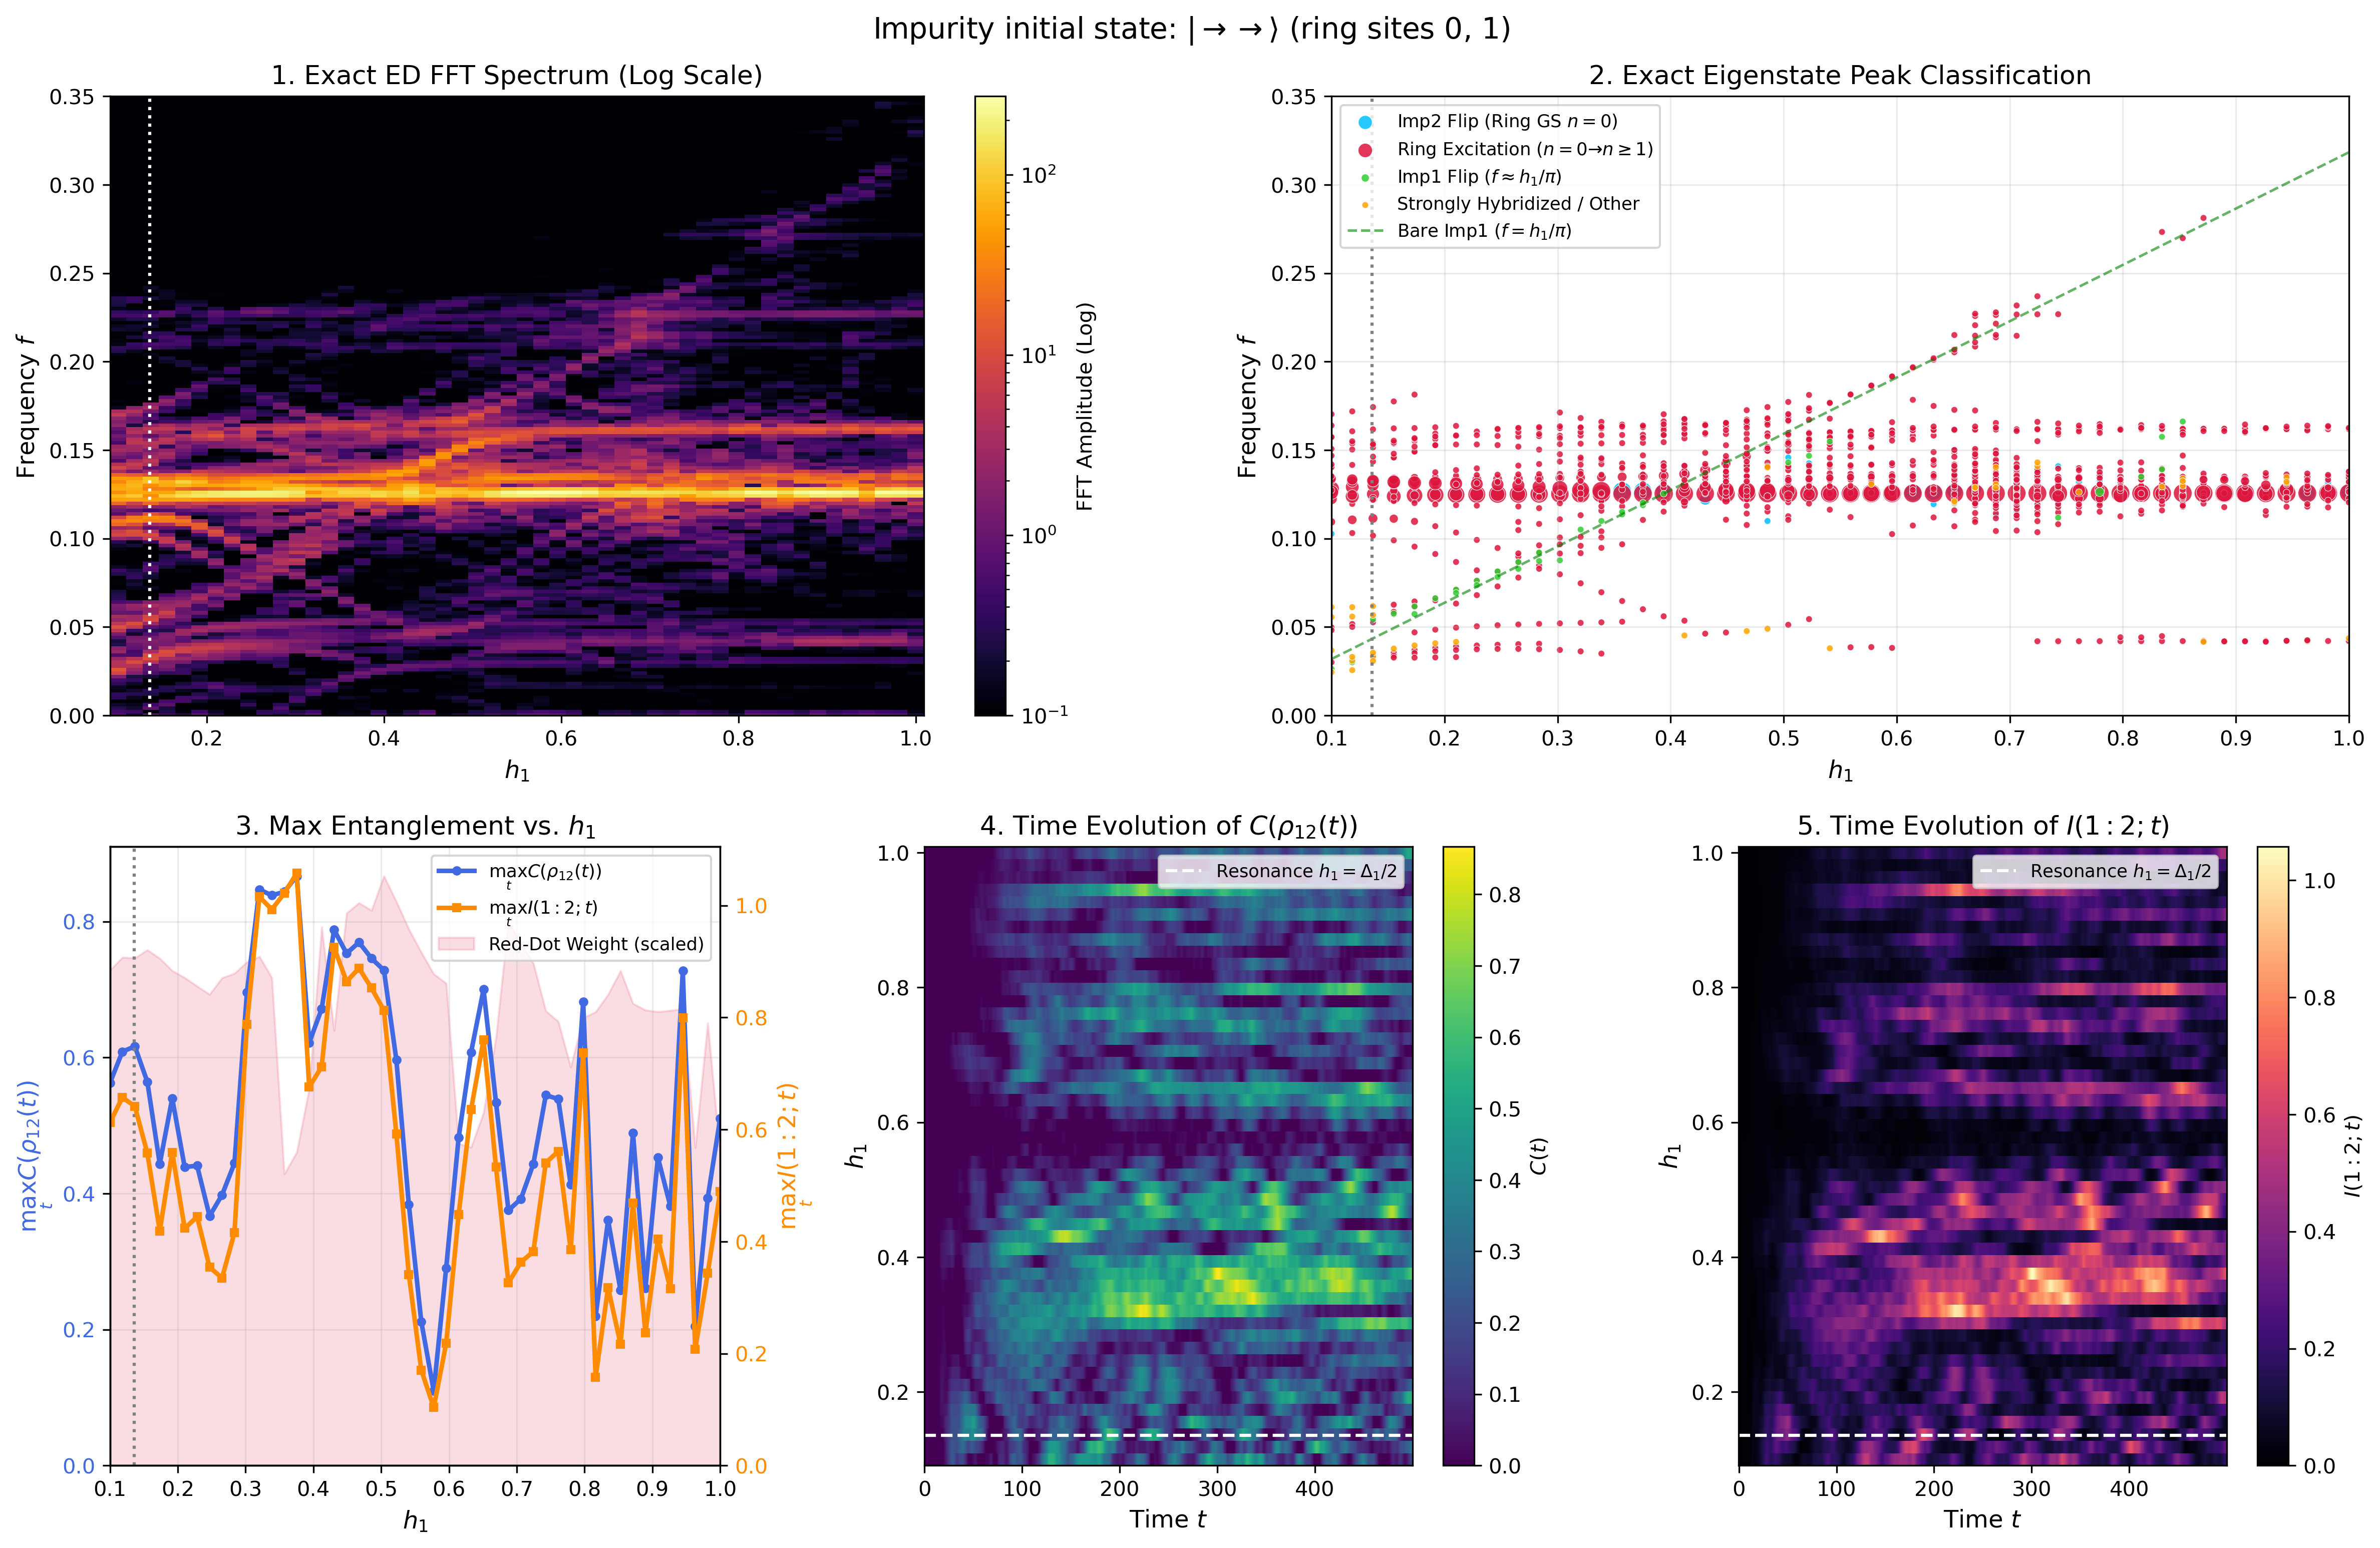 Impurity initial state: |→→⟩ (ring sites 0, 1)
1. Exact ED FFT Spectrum (Log Scale)
0.35
0.30
0.25
0.20
0.15
0.10
0.05
0.00
Frequency f
0.2
0.4
0.6
0.8
1.0
h₁
10²
10¹
10⁰
10⁻¹
FFT Amplitude (Log)
2. Exact Eigenstate Peak Classification
0.35
0.30
0.25
0.20
0.15
0.10
0.05
0.00
Frequency f
Imp2 Flip (Ring GS n = 0)
Ring Excitation (n = 0→n ≥ 1)
Imp1 Flip (f ≈ h₁/π)
Strongly Hybridized / Other
Bare Imp1 (f = h₁/π)
0.1
0.2
0.3
0.4
0.5
0.6
0.7
0.8
0.9
1.0
h₁
3. Max Entanglement vs. h₁
0.8
0.6
0.4
0.2
0.0
max C(ρ₁₂(t))
t
max C(ρ₁₂(t))
t
max I(1 : 2; t)
t
Red-Dot Weight (scaled)
1.0
0.8
0.6
0.4
0.2
0.0
max I(1 : 2; t)
t
0.1
0.2
0.3
0.4
0.5
0.6
0.7
0.8
0.9
1.0
h₁
4. Time Evolution of C(ρ₁₂(t))
Resonance h₁ = Δ₁/2
1.0
0.8
0.6
0.4
0.2
h₁
0
100
200
300
400
Time t
0.8
0.7
0.6
0.5
0.4
0.3
0.2
0.1
0.0
C(t)
5. Time Evolution of I(1 : 2; t)
Resonance h₁ = Δ₁/2
1.0
0.8
0.6
0.4
0.2
h₁
0
100
200
300
400
Time t
1.0
0.8
0.6
0.4
0.2
0.0
I(1 : 2; t)